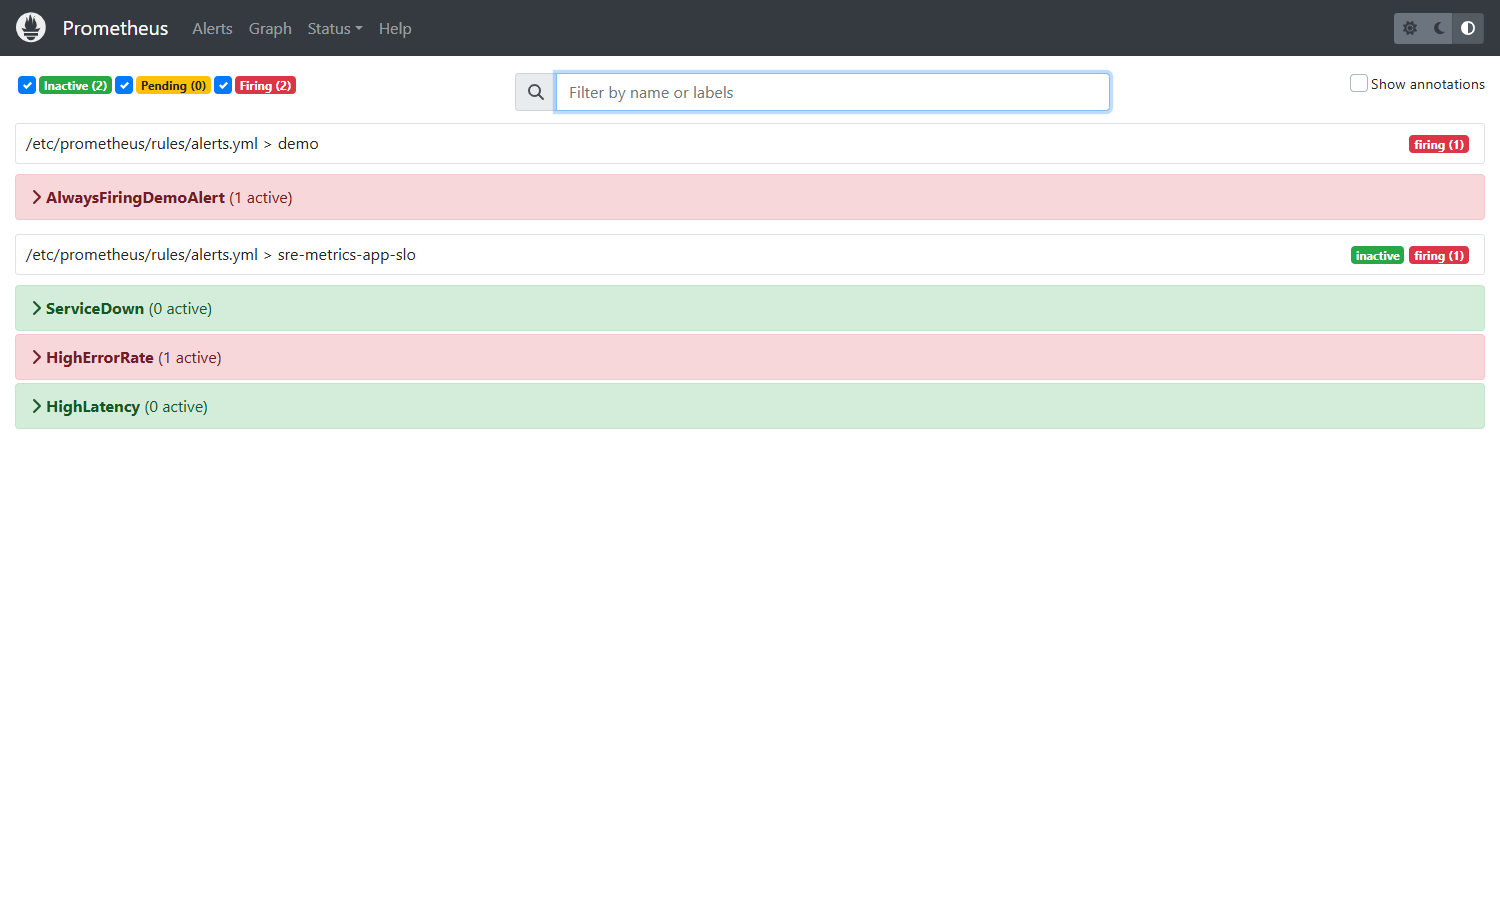 Prometheus Alerts Graph Status Help
Inactive (2) Pending (0) Firing (2) Filter by name or labels Show annotations
/etc/prometheus/rules/alerts.yml > demo firing (1)
AlwaysFiringDemoAlert (1 active)
/etc/prometheus/rules/alerts.yml > sre-metrics-app-slo inactive firing (1)
ServiceDown (0 active)
HighErrorRate (1 active)
HighLatency (0 active)